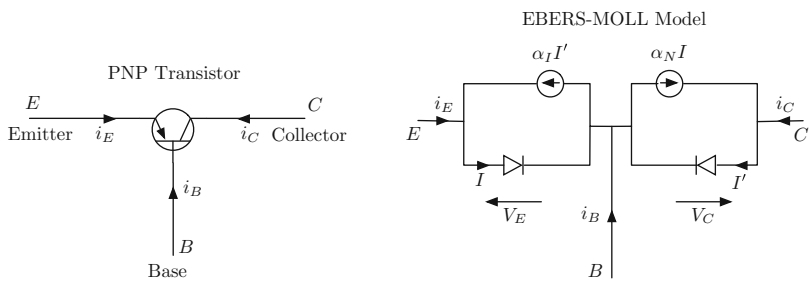 EBERS-MOLL Model
PNP Transistor
E
C
i_E
i_C
Emitter
Collector
i_B
B
Base
α_I I′
α_N I
i_E
i_C
E
C
I
I′
V_E
i_B
V_C
B